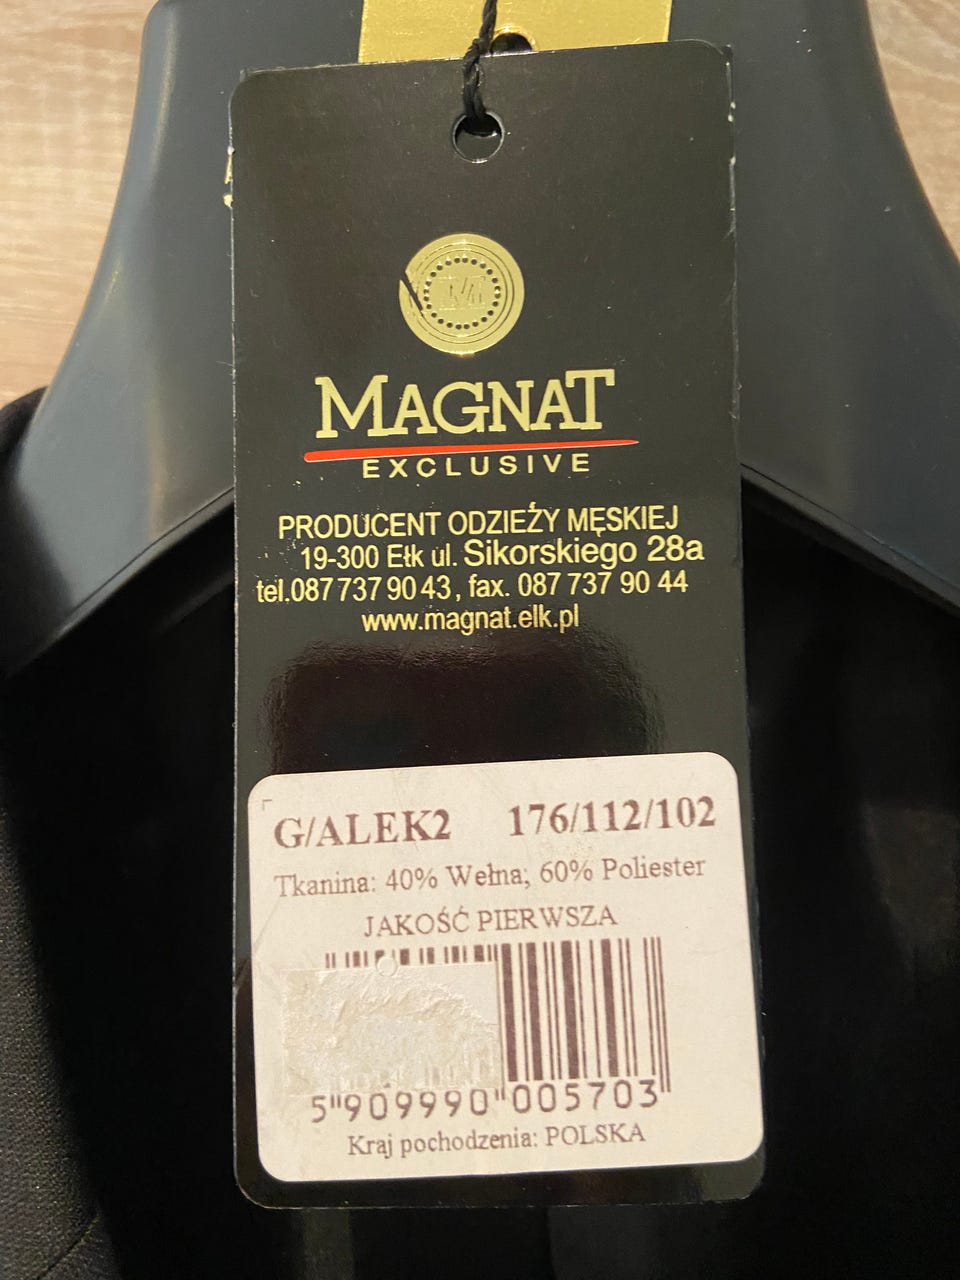 M
MAGNAT
EXCLUSIVE
PRODUCENT ODZIEŻY MĘSKIEJ
19-300 Ełk ul. Sikorskiego 28a
tel.087 737 90 43, fax. 087 737 90 44
www.magnat.elk.pl
G/ALEK2 176/112/102
Tkanina: 40% Wełna; 60% Poliester
JAKOŚĆ PIERWSZA
5"909990"005703
Kraj pochodzenia: POLSKA